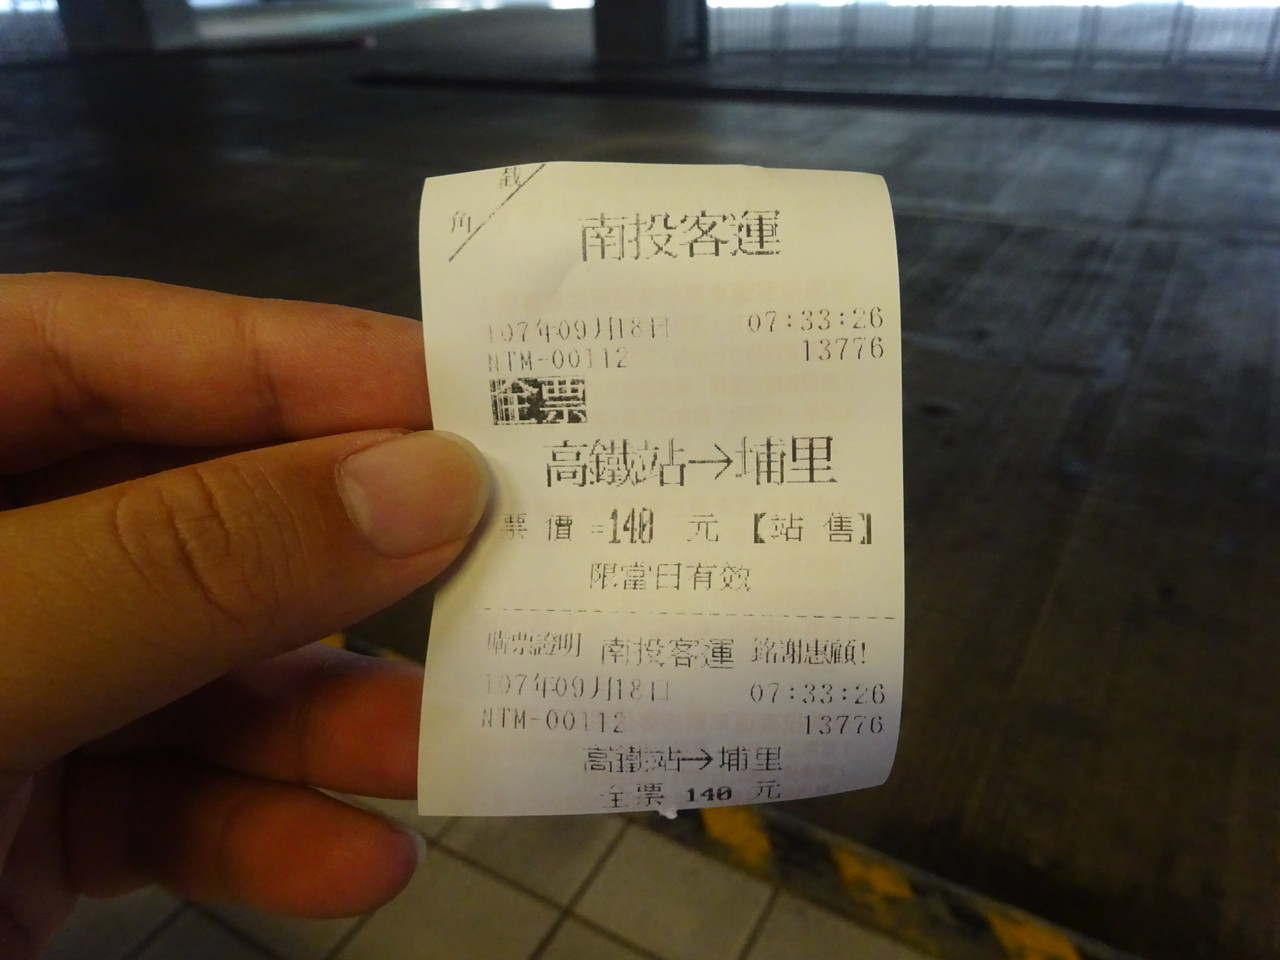 截角
南投客運
107年09月18日 07:33:26
NTM-00112 13776
全票
高鐵站→埔里
票 價 =140 元 【站 售】
限當日有效
購票證明 南投客運 銘謝惠顧!
107年09月18日 07:33:26
NTM-00112 13776
高鐵站→埔里
全票 140 元